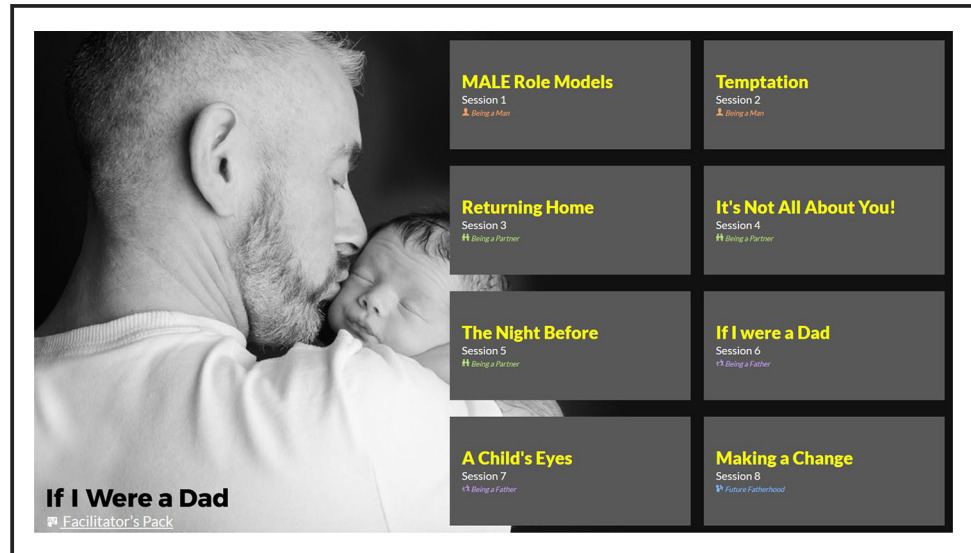 MALE Role Models
Session 1
Being a Man
Temptation
Session 2
Being a Man
Returning Home
Session 3
Being a Partner
It's Not All About You!
Session 4
Being a Partner
The Night Before
Session 5
Being a Partner
If I were a Dad
Session 6
Being a Father
A Child's Eyes
Session 7
Being a Father
Making a Change
Session 8
Future Fatherhood
If I Were a Dad
Facilitator's Pack